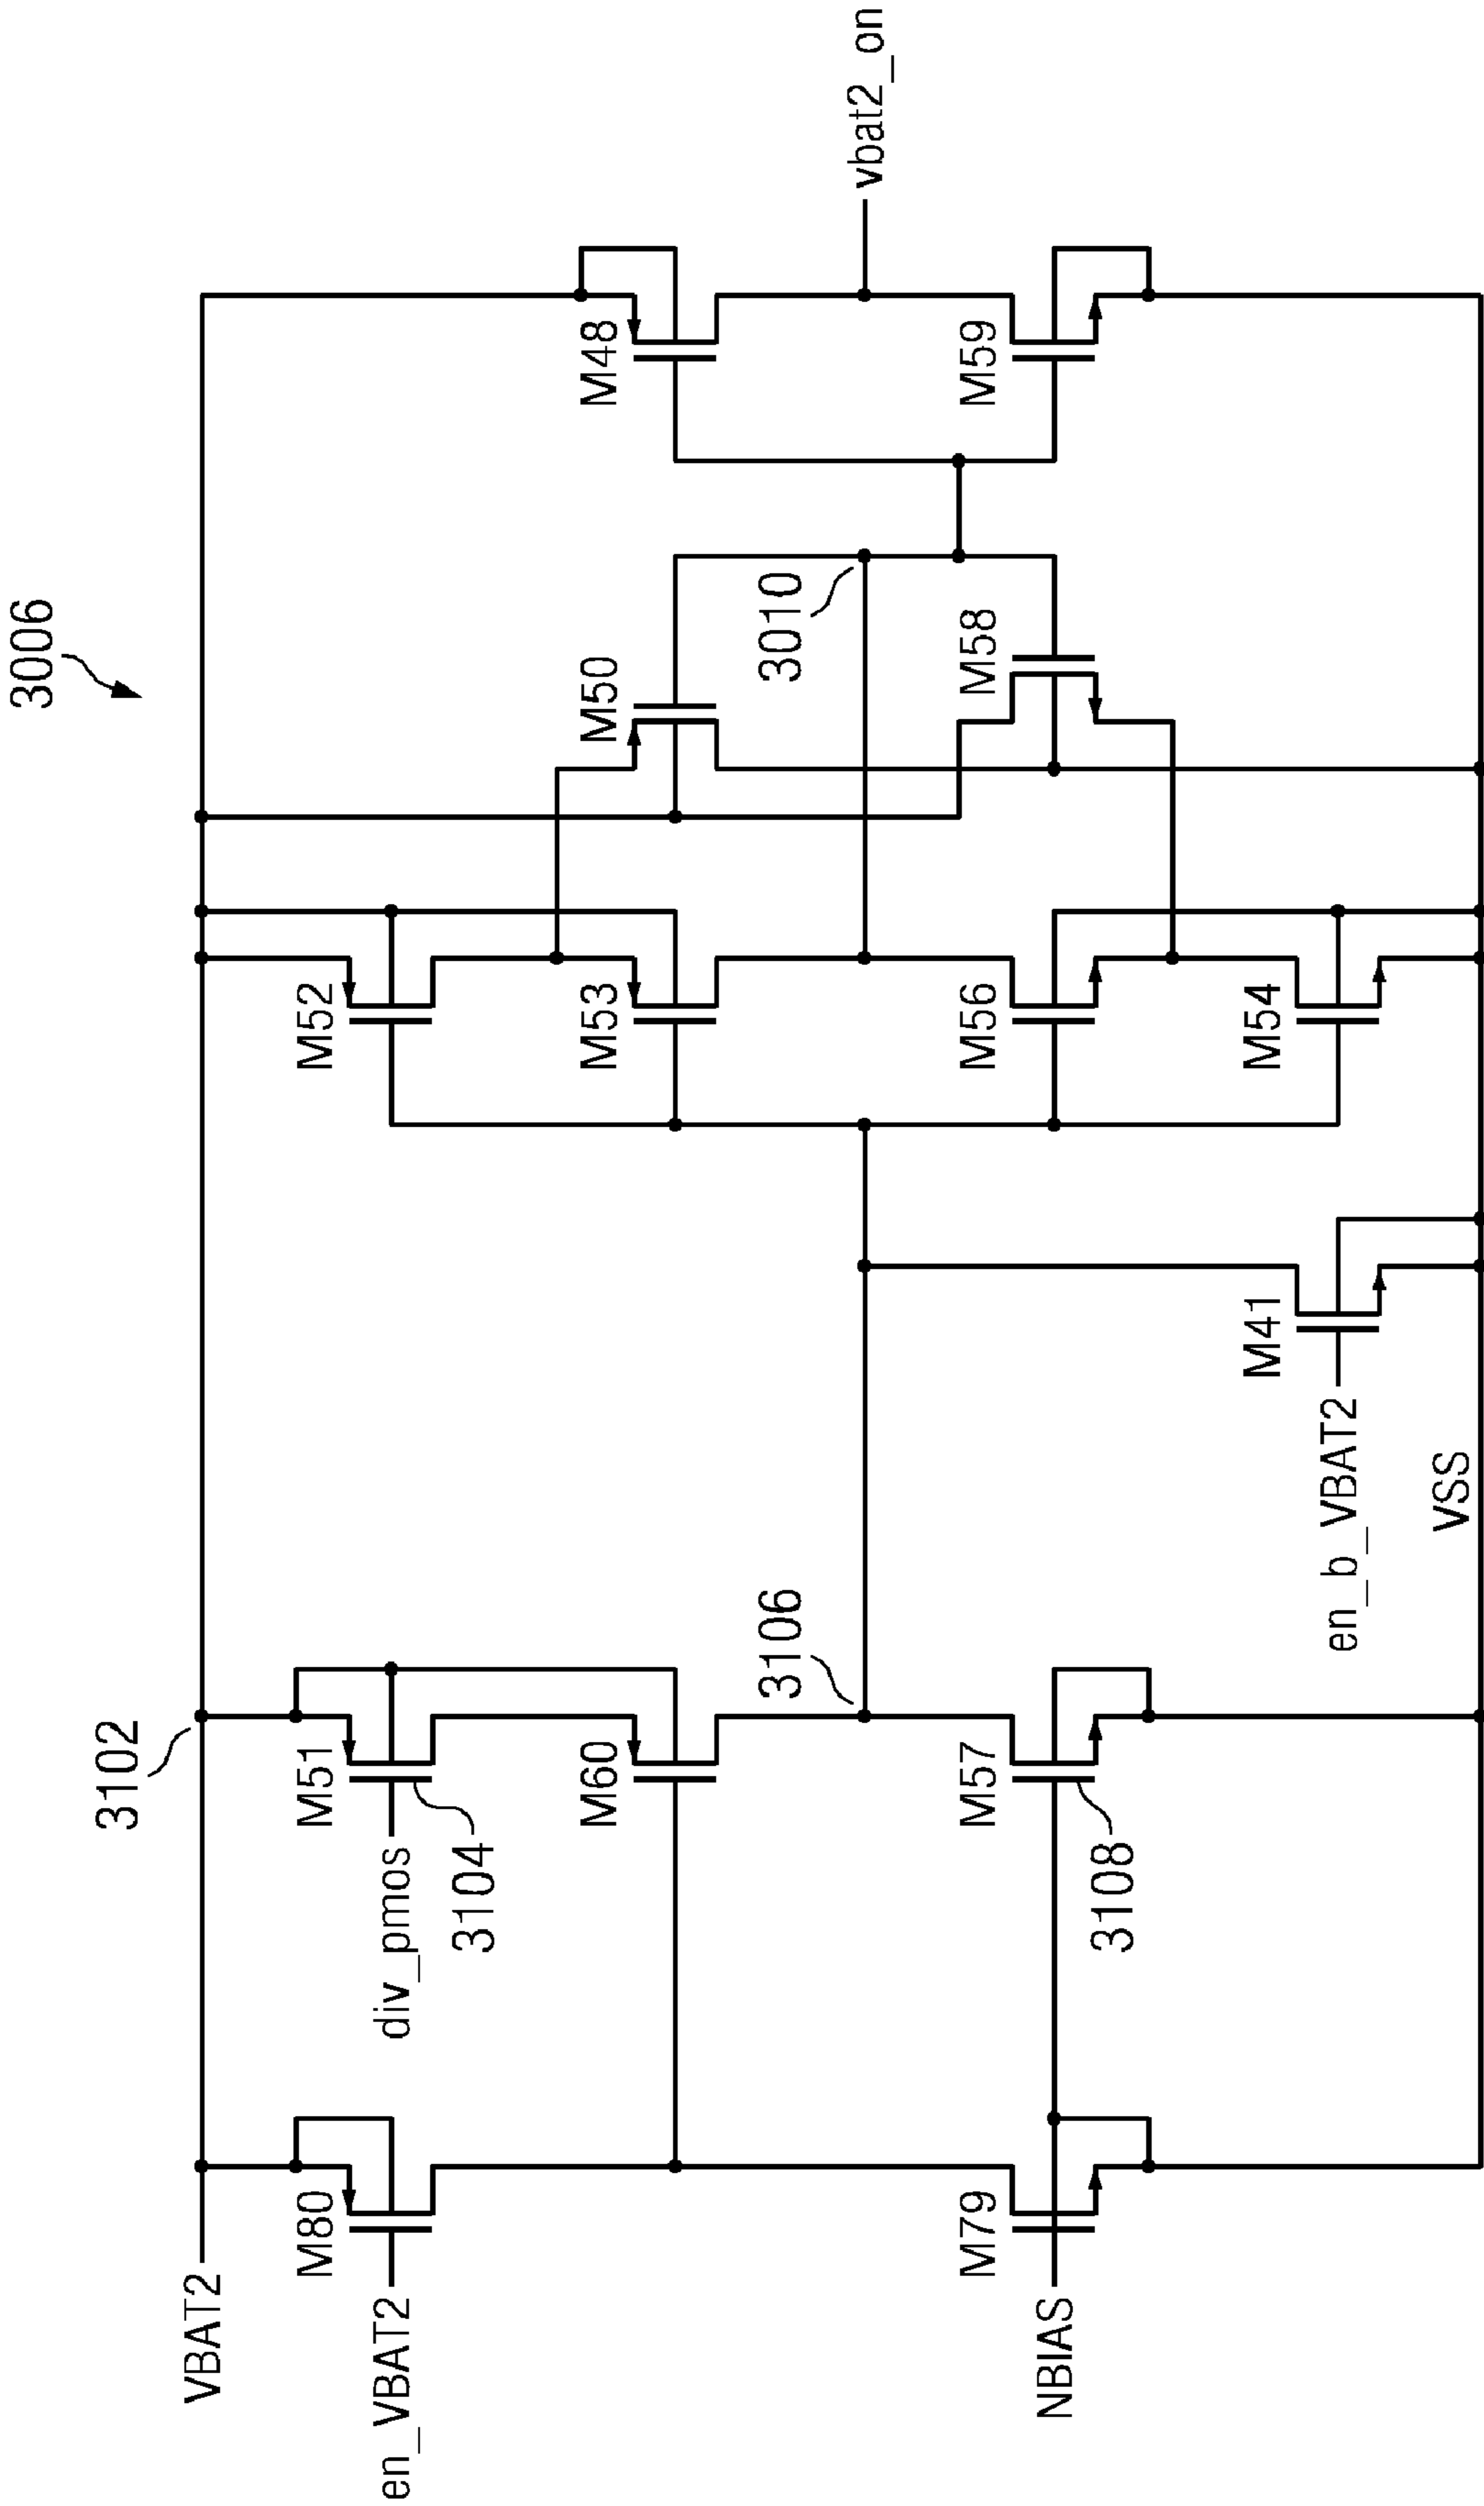 3006
VBAT2
3102
en_VBAT2
M80
div_pmos
M51
3104
M52
M60
M53
M50
M48
3106
3010
vbat2_on
NBIAS
M79
M57
3108
M56
M58
M59
en_b_VBAT2
M41
M54
VSS